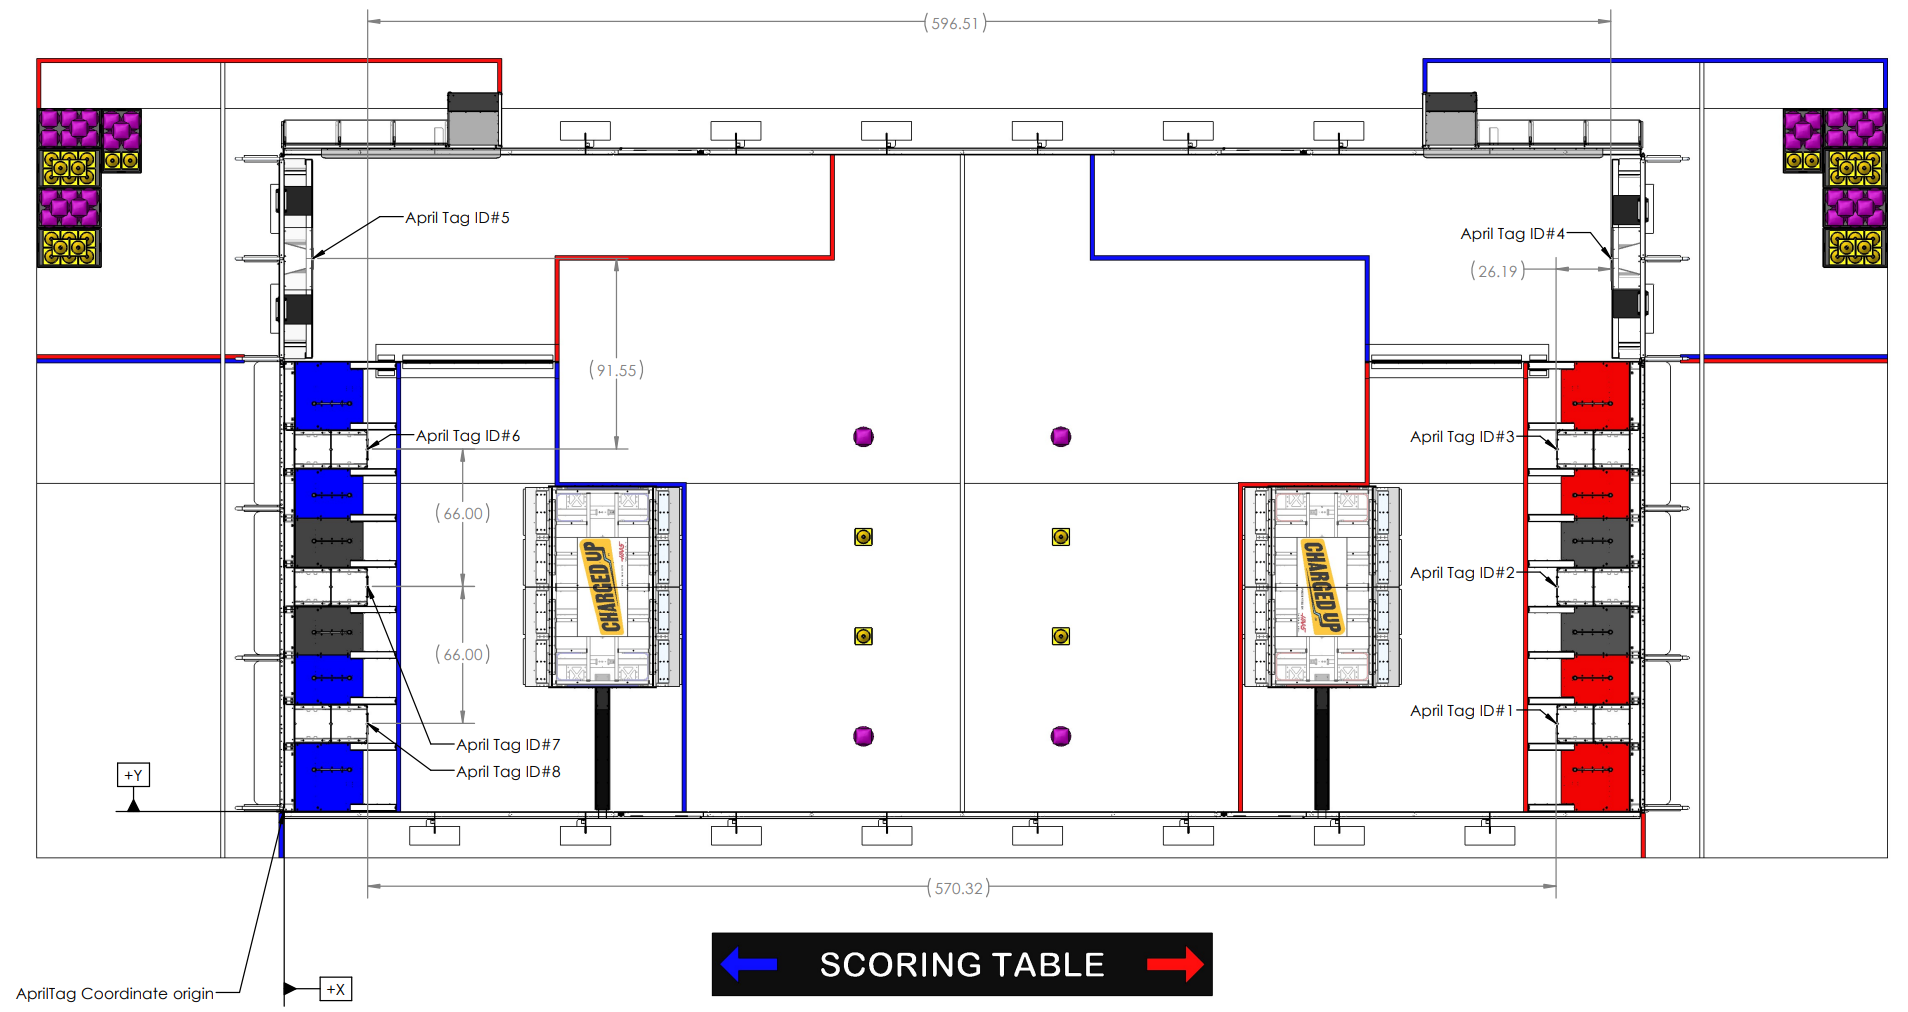 (596.51)
April Tag ID#5
April Tag ID#4
(26.19)
(91.55)
April Tag ID#6
April Tag ID#3
(66.00)
CHARGED UP
CHARGED UP
April Tag ID#2
(66.00)
April Tag ID#1
April Tag ID#7
April Tag ID#8
+Y
(570.32)
SCORING TABLE
AprilTag Coordinate origin
+X